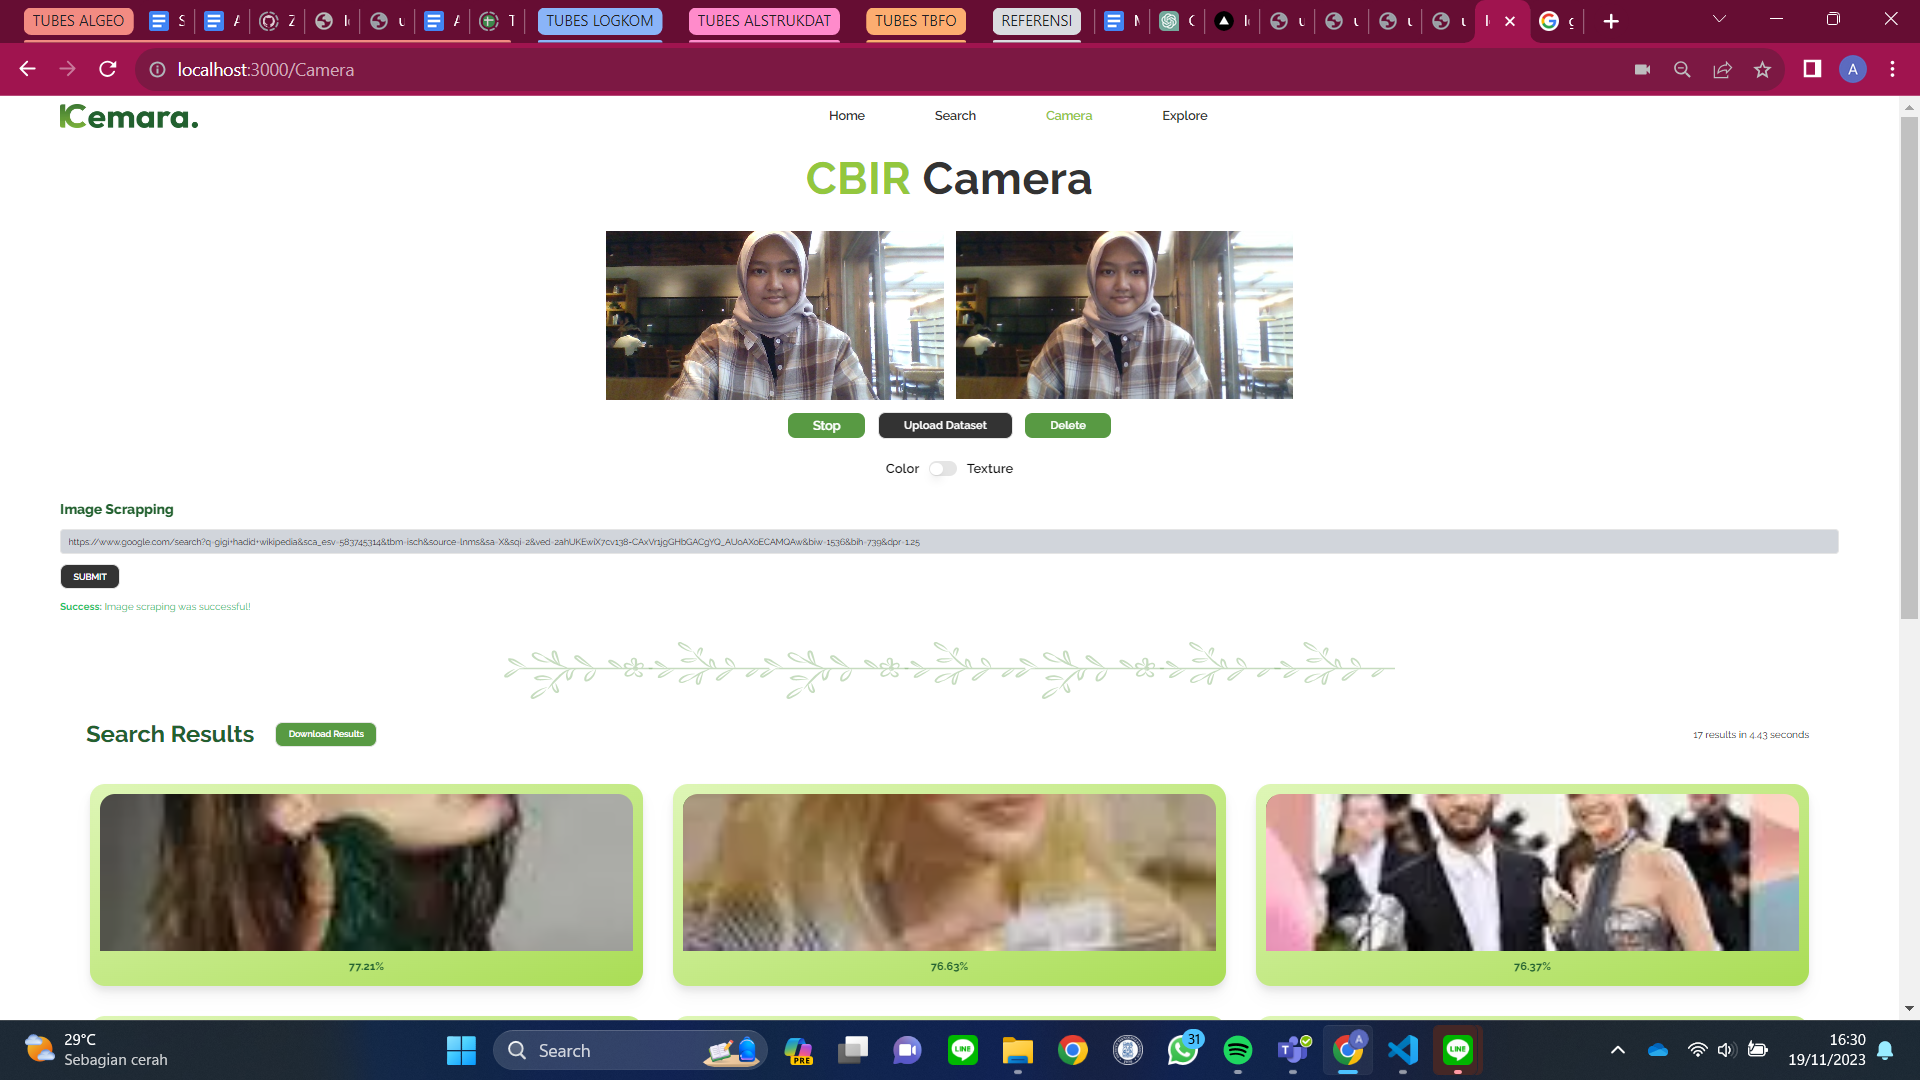 TUBES ALGEO
TUBES LOGKOM
TUBES ALSTRUKDAT
TUBES TBFO
REFERENSI
localhost:3000/Camera
A
Cemara.
Home
Search
Camera
Explore
CBIR Camera
Stop
Upload Dataset
Delete
Color
Texture
Image Scrapping
https://www.google.com/search?q=gigi+hadid+wikipedia&sca_esv=583745314&tbm=isch&source=lnms&sa=X&sqi=2&ved=2ahUKEwiX7cv138-CAxVr1jgGHbGACgYQ_AUoAXoECAMQAw&biw=1536&bih=739&dpr=1.25
SUBMIT
Success: Image scraping was successful!
Search Results
Download Results
17 results in 4.43 seconds
77.21%
76.63%
76.37%
29°C
Sebagian cerah
Search
PRE
LINE
31
A
LINE
16:30
19/11/2023